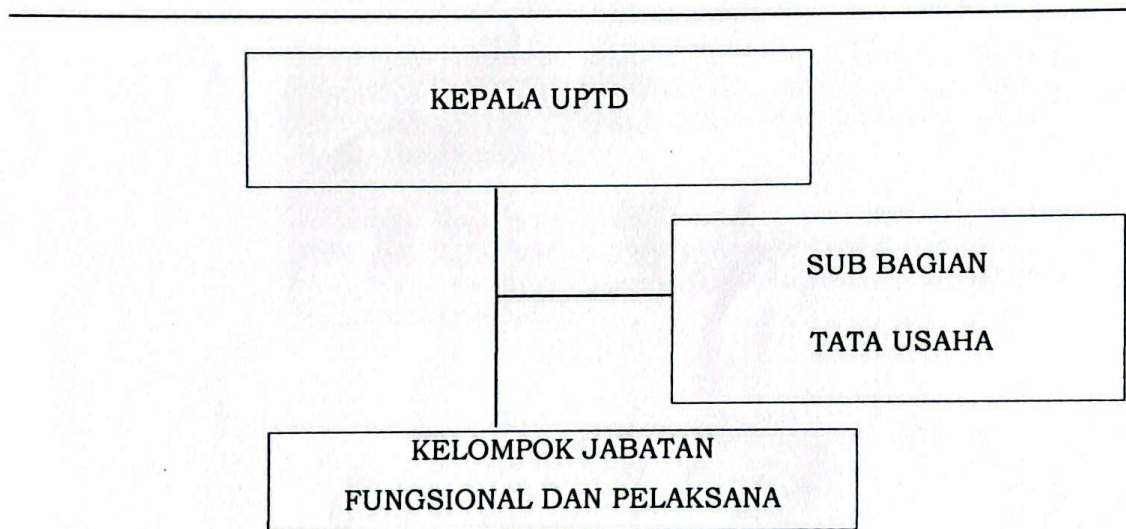 KEPALA UPTD
SUB BAGIAN
TATA USAHA
KELOMPOK JABATAN
FUNGSIONAL DAN PELAKSANA